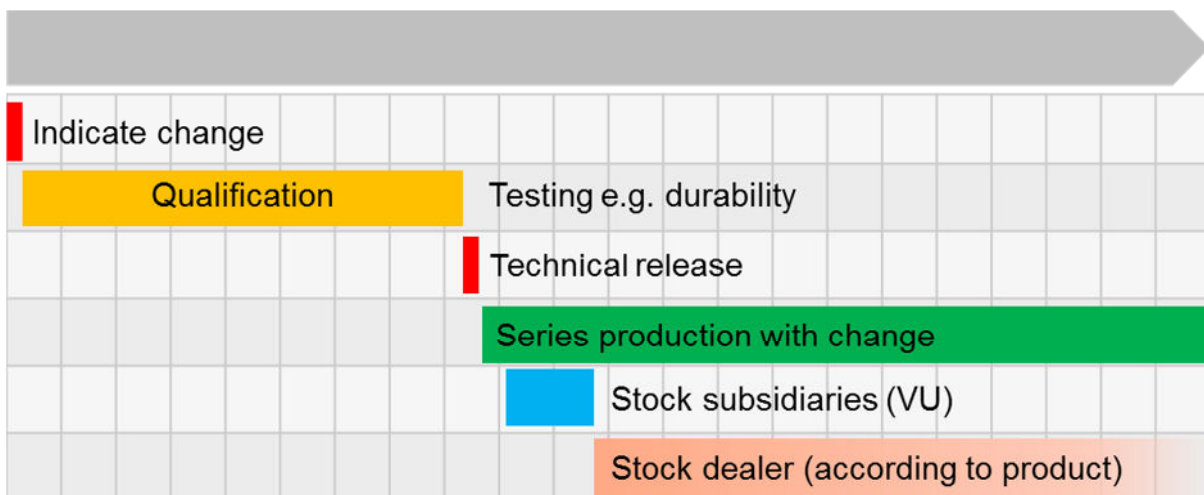 Indicate change
Qualification Testing e.g. durability
Technical release
Series production with change
Stock subsidiaries (VU)
Stock dealer (according to product)